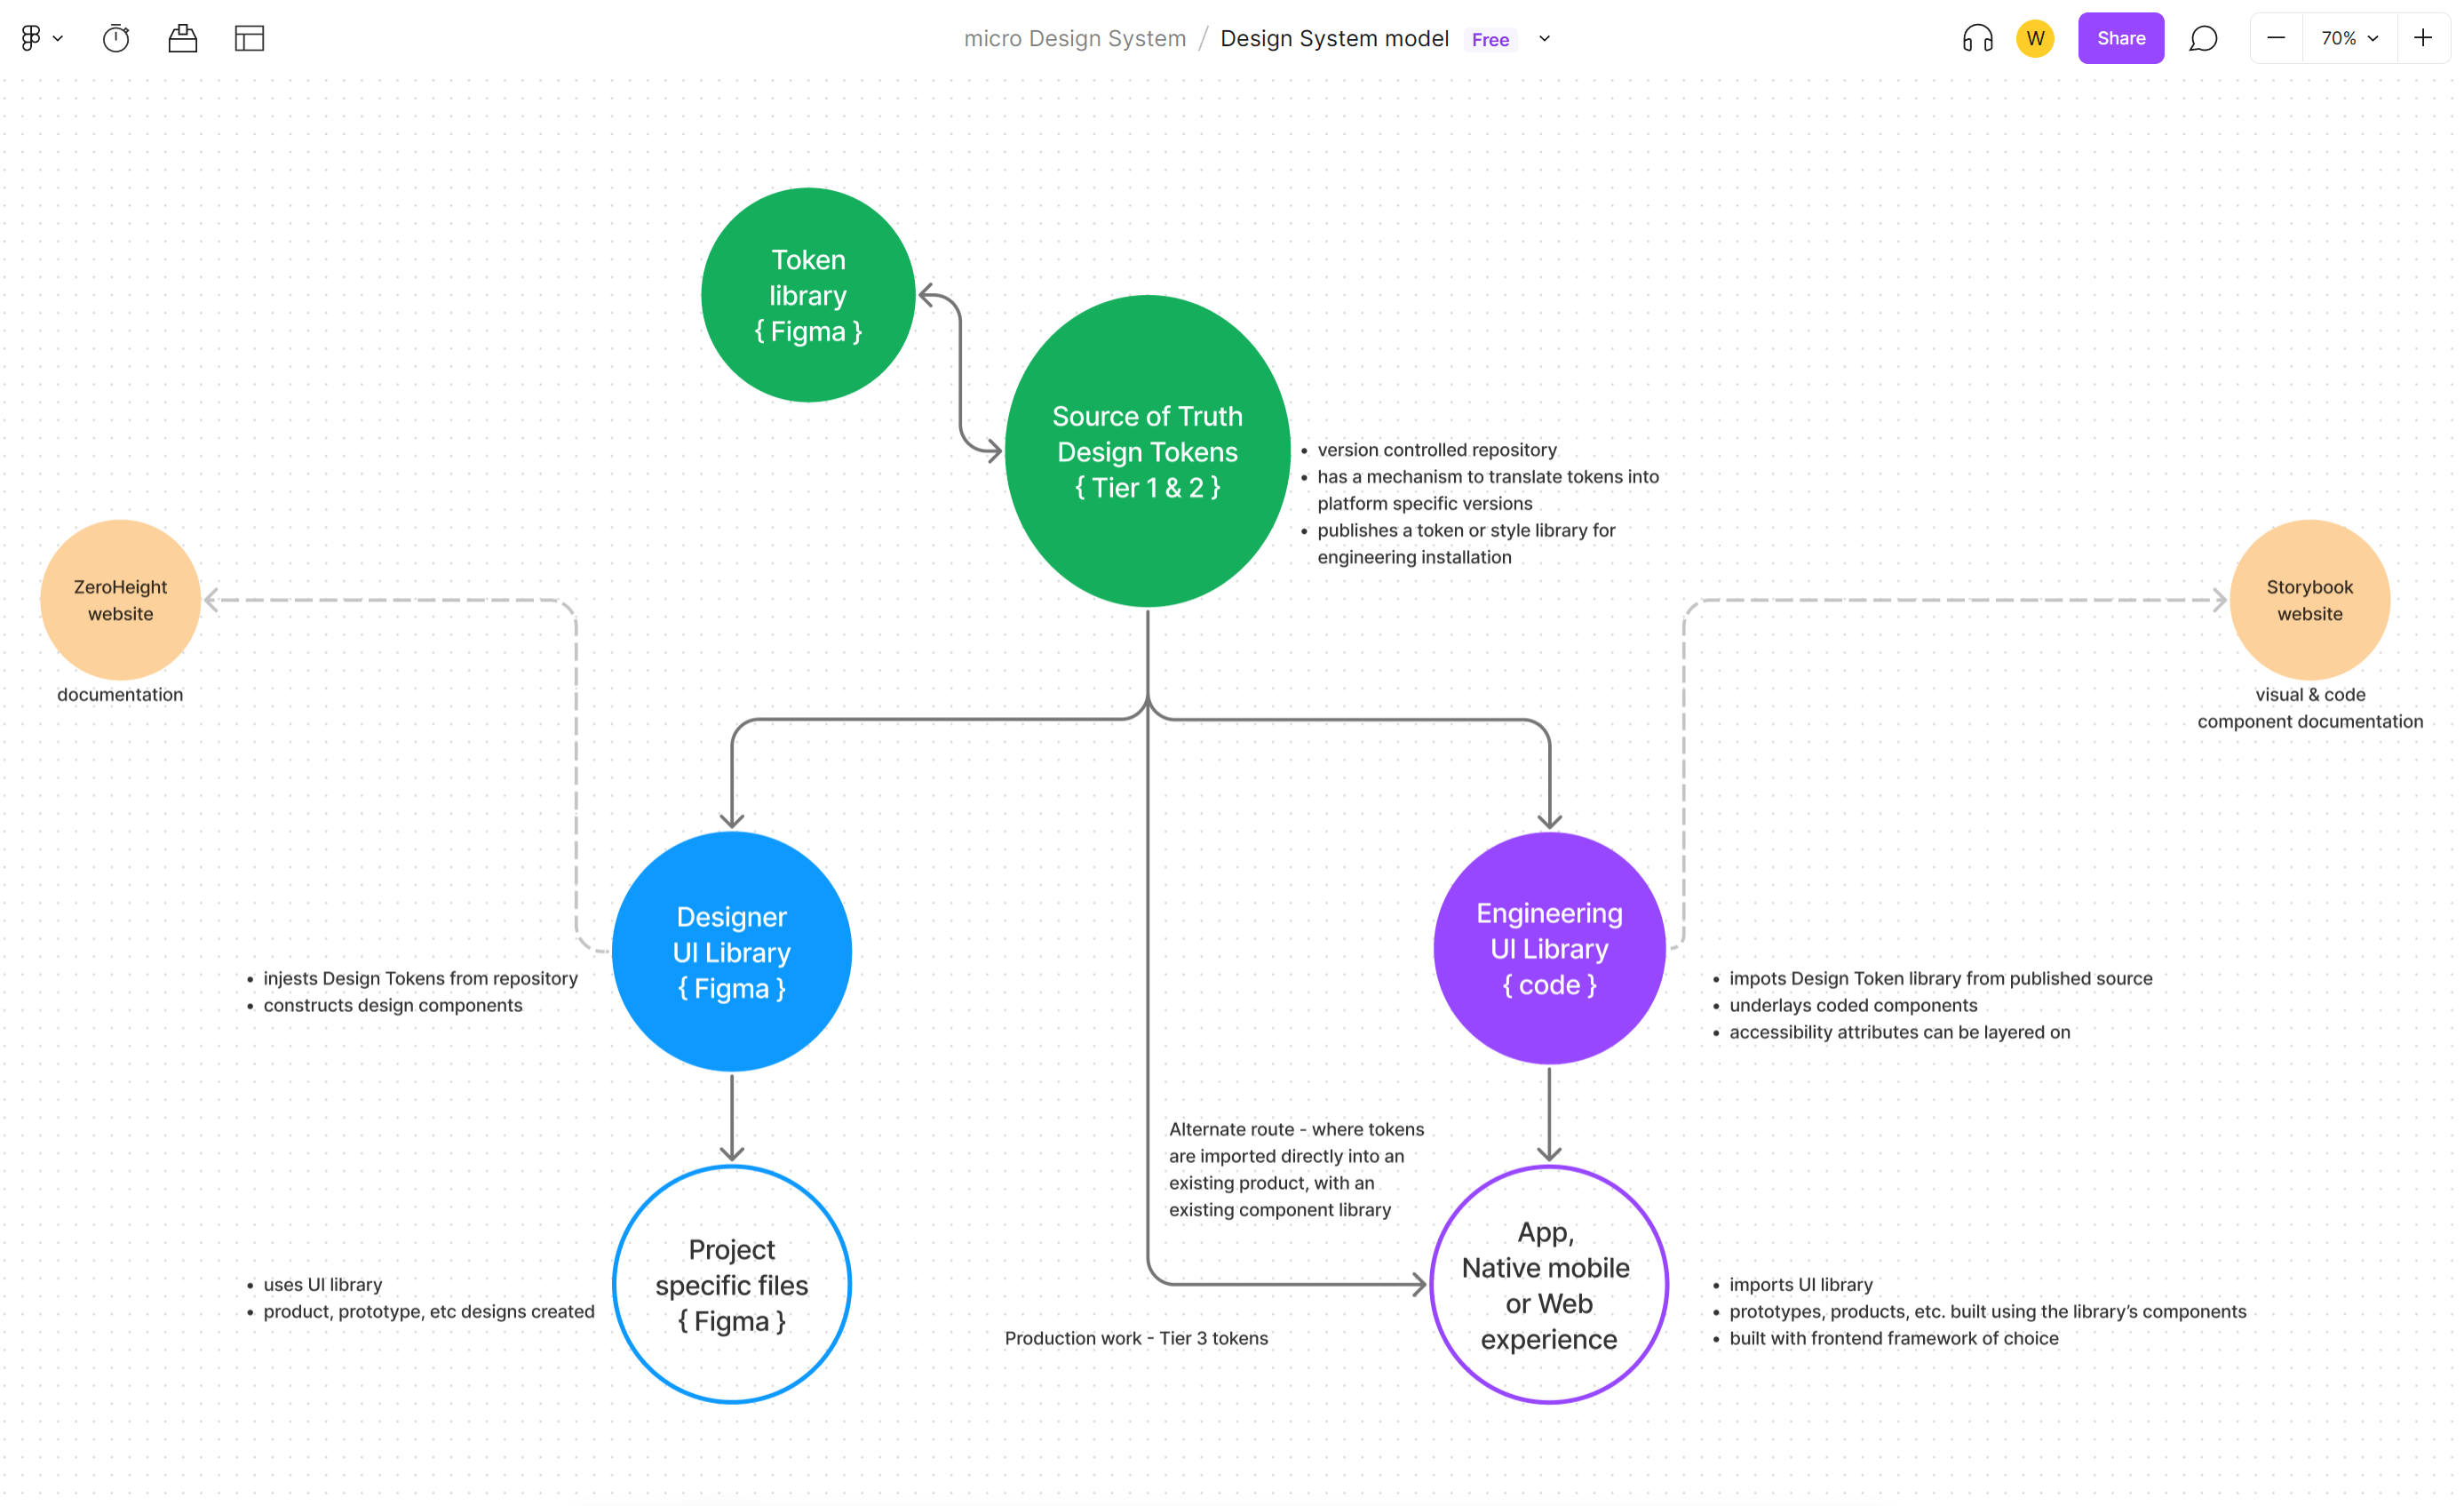 micro Design System / Design System model Free
W
Share
70%
Token
library
{ Figma }
Source of Truth
Design Tokens
{ Tier 1 & 2 }
• version controlled repository
• has a mechanism to translate tokens into
platform specific versions
• publishes a token or style library for
engineering installation
ZeroHeight
website
documentation
Storybook
website
visual & code
component documentation
Designer
UI Library
{ Figma }
• injests Design Tokens from repository
• constructs design components
Engineering
UI Library
{ code }
• impots Design Token library from published source
• underlays coded components
• accessibility attributes can be layered on
Alternate route - where tokens
are imported directly into an
existing product, with an
existing component library
Project
specific files
{ Figma }
• uses UI library
• product, prototype, etc designs created
Production work - Tier 3 tokens
App,
Native mobile
or Web
experience
• imports UI library
• prototypes, products, etc. built using the library’s components
• built with frontend framework of choice